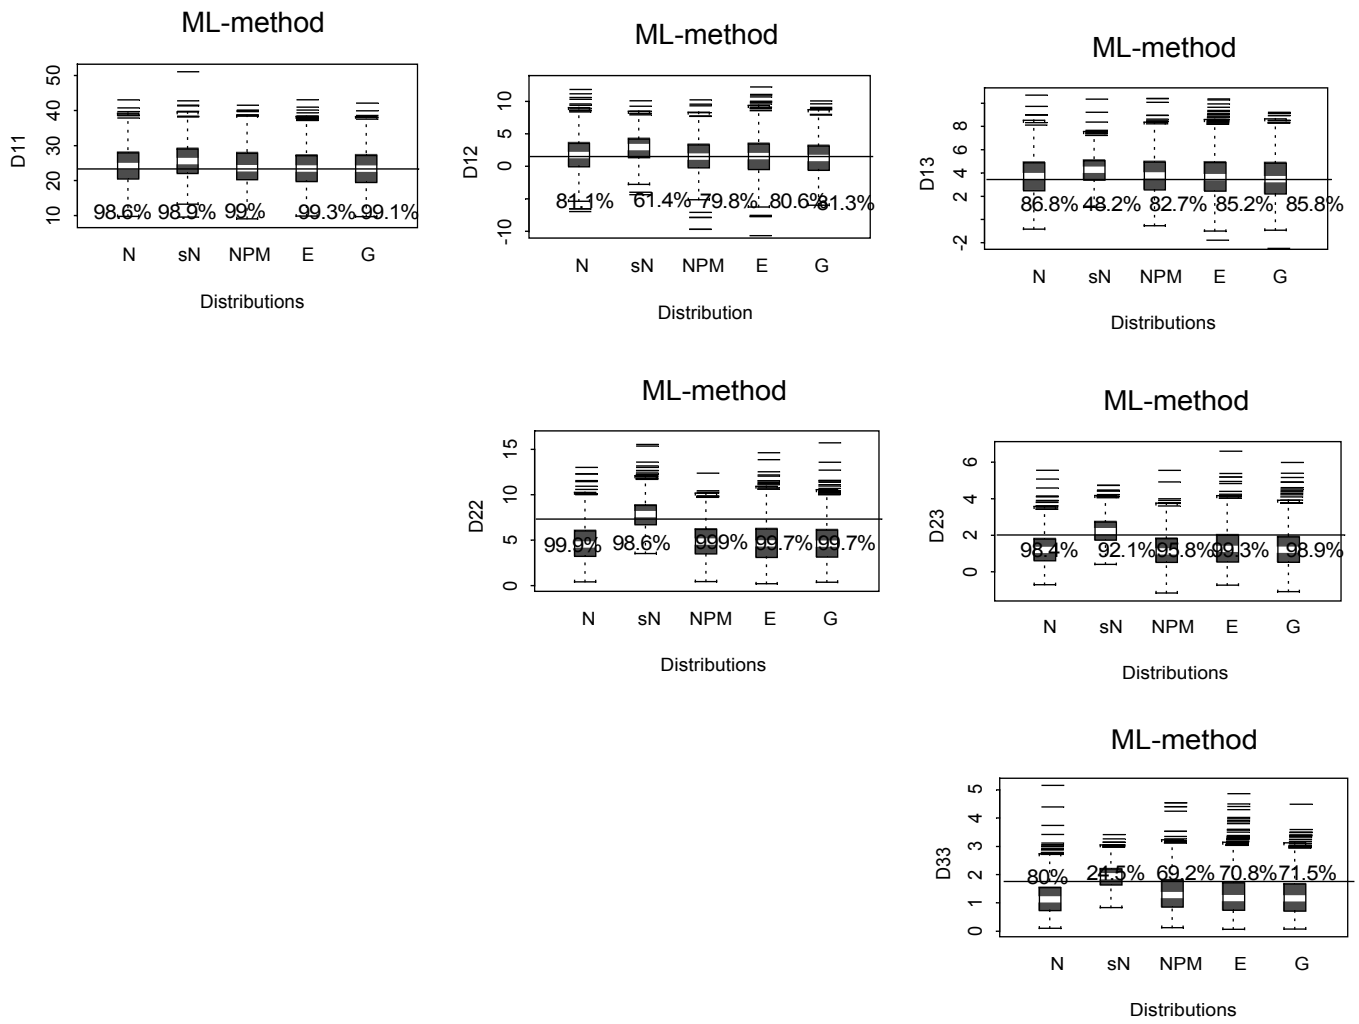 ML-method
D11
50
40
30
20
10
98.6% 98.9% 99% 99.3% 99.1%
N sN NPM E G
Distributions
ML-method
D12
10
5
0
-10
81.1% 61.4% 79.8% 80.6% 81.3%
N sN NPM E G
Distribution
ML-method
D13
8
6
4
2
-2
86.8% 48.2% 82.7% 85.2% 85.8%
N sN NPM E G
Distributions
ML-method
D22
15
10
5
0
99.9% 98.6% 999% 99.7% 99.7%
N sN NPM E G
Distributions
ML-method
D23
6
4
2
0
98.4% 92.1% 95.8% 99.3% 98.9%
N sN NPM E G
Distributions
ML-method
D33
5
4
3
2
1
0
80% 24.5% 69.2% 70.8% 71.5%
N sN NPM E G
Distributions